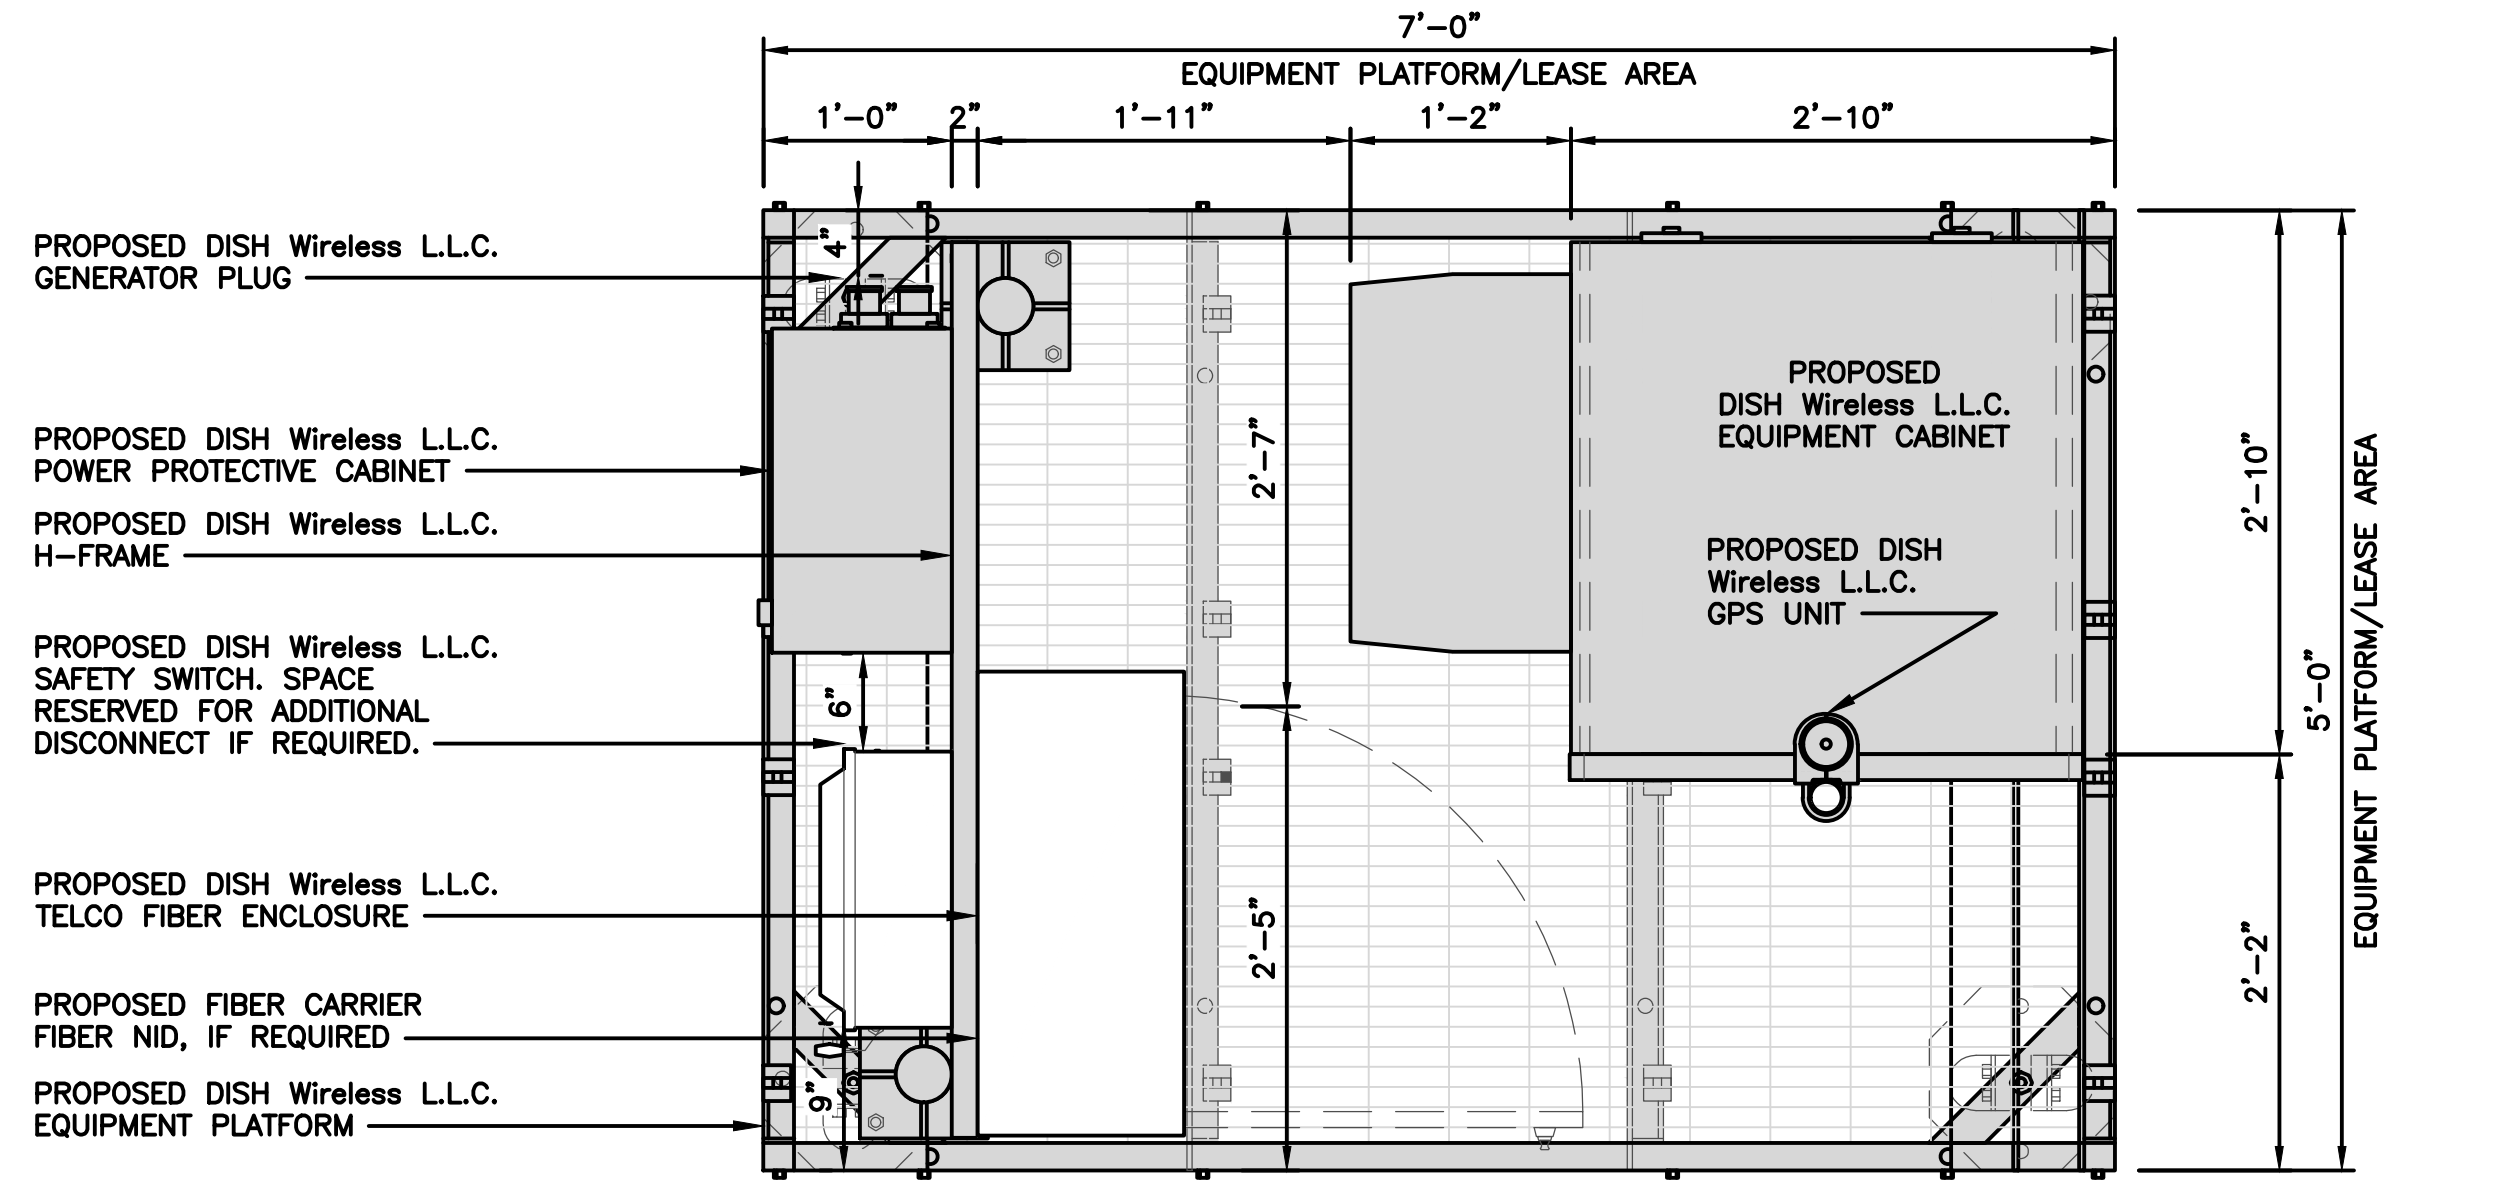 7'-0"
EQUIPMENT PLATFORM/LEASE AREA
1'-0"
2"
1'-11"
1'-2"
2'-10"
4"
PROPOSED DISH Wireless L.L.C.
GENERATOR PLUG
PROPOSED DISH Wireless L.L.C.
POWER PROTECTIVE CABINET
PROPOSED DISH Wireless L.L.C.
H-FRAME
PROPOSED DISH Wireless L.L.C.
SAFETY SWITCH. SPACE
RESERVED FOR ADDITIONAL
DISCONNECT IF REQUIRED.
PROPOSED DISH Wireless L.L.C.
TELCO FIBER ENCLOSURE
PROPOSED FIBER CARRIER
FIBER NID, IF REQUIRED
PROPOSED DISH Wireless L.L.C.
EQUIPMENT PLATFORM
6"
9"
2'-7"
2'-5"
PROPOSED
DISH Wireless L.L.C.
EQUIPMENT CABINET
PROPOSED DISH
Wireless L.L.C.
GPS UNIT
2'-10"
2'-2"
5'-0"
EQUIPMENT PLATFORM/LEASE AREA